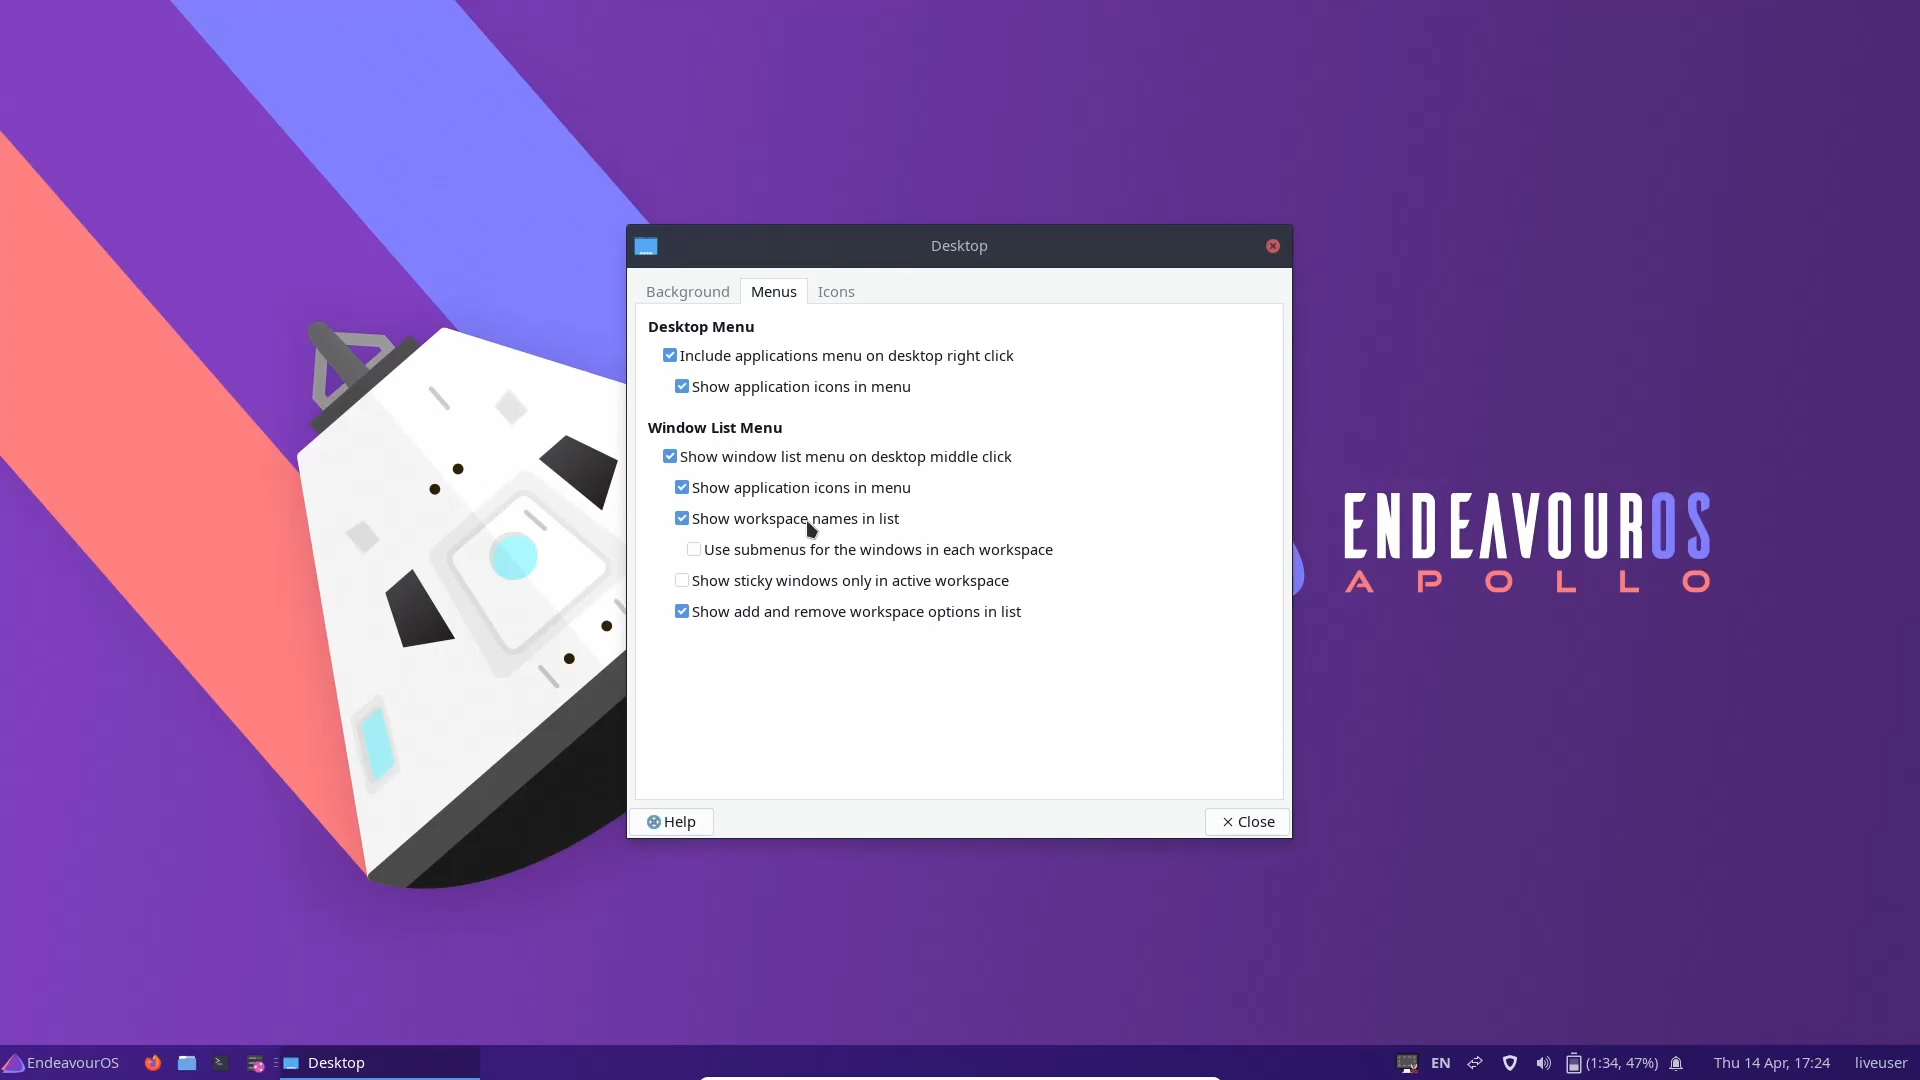 Desktop
Background Menus Icons
Desktop Menu
Include applications menu on desktop right click
Show application icons in menu
Window List Menu
Show window list menu on desktop middle click
Show application icons in menu
Show workspace names in list
Use submenus for the windows in each workspace
Show sticky windows only in active workspace
Show add and remove workspace options in list
Help Close
ENDEAVOUROS
APOLLO
EndeavourOS Desktop EN (1:34, 47%) Thu 14 Apr, 17:24 liveuser